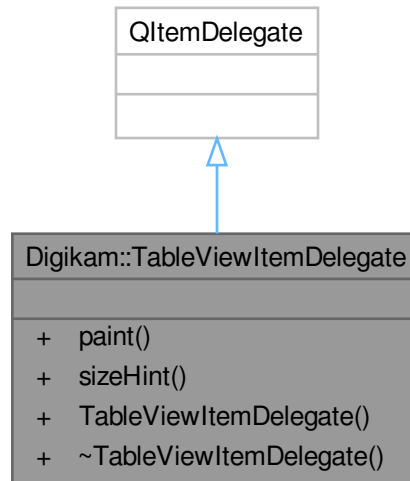 QItemDelegate
Digikam::TableViewItemDelegate
+ paint()
+ sizeHint()
+ TableViewItemDelegate()
+ ~TableViewItemDelegate()